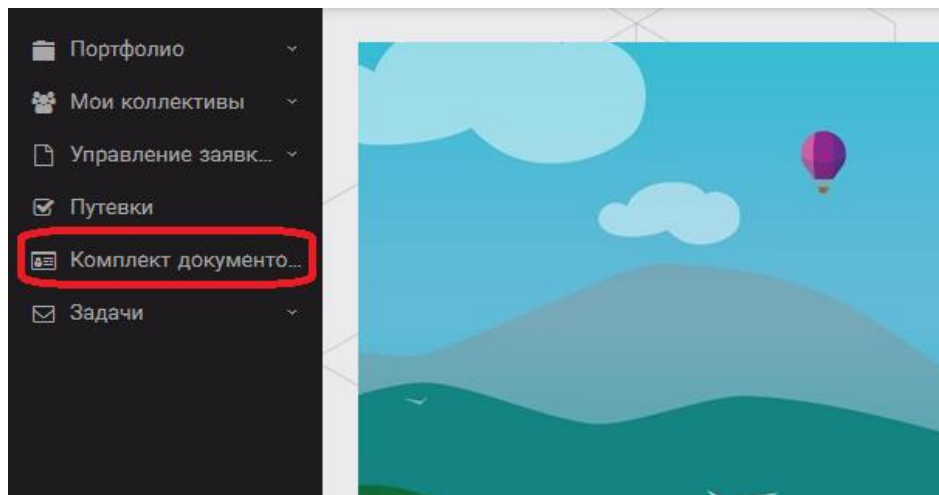 Портфолио
Мои коллективы
Управление заявк...
Путевки
Комплект документо...
Задачи